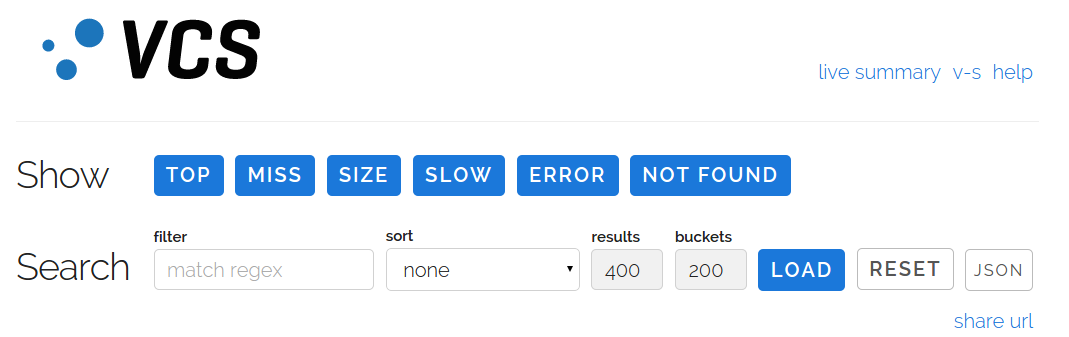 VCS
live summary v-s help
Show TOP MISS SIZE SLOW ERROR NOT FOUND
filter sort results buckets
Search match regex none 400 200 LOAD RESET JSON
share url